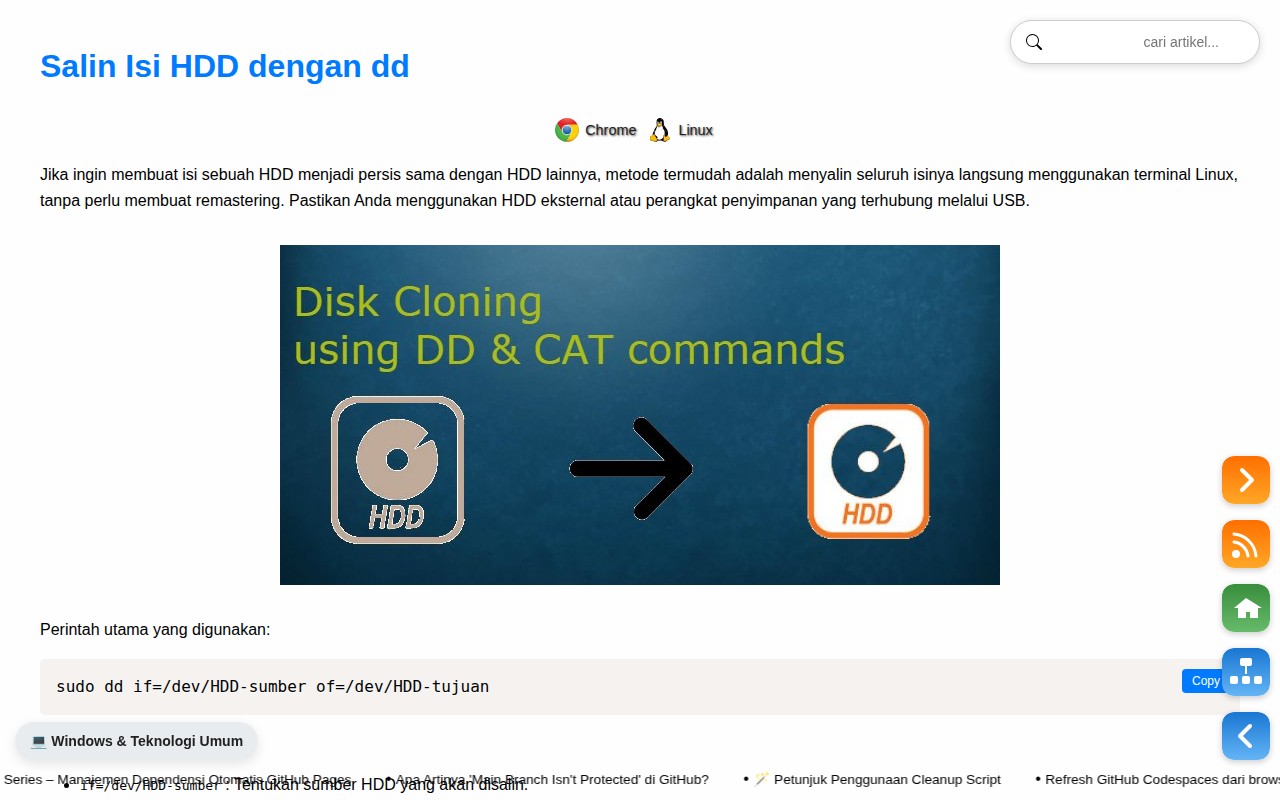 cari artikel...
Salin Isi HDD dengan dd
Chrome Linux
Jika ingin membuat isi sebuah HDD menjadi persis sama dengan HDD lainnya, metode termudah adalah menyalin seluruh isinya langsung menggunakan terminal Linux,
tanpa perlu membuat remastering. Pastikan Anda menggunakan HDD eksternal atau perangkat penyimpanan yang terhubung melalui USB.
Disk Cloning
using DD & CAT commands
HDD
HDD
Perintah utama yang digunakan:
sudo dd if=/dev/HDD-sumber of=/dev/HDD-tujuan
Copy
💻 Windows & Teknologi Umum
Series – Manajemen Dependensi Otomatis GitHub Pages • Apa Artinya 'Main Branch Isn't Protected' di GitHub? • 🪄 Petunjuk Penggunaan Cleanup Script • Refresh GitHub Codespaces dari brows
• if=/dev/HDD-sumber : Tentukan sumber HDD yang akan disalin.